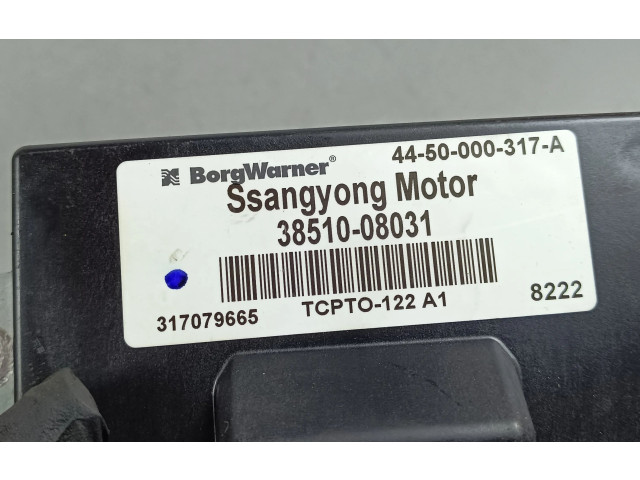 BorgWarner® 44-50-000-317-A
Ssangyong Motor
38510-08031
317079665 TCPTO-122 A1 8222